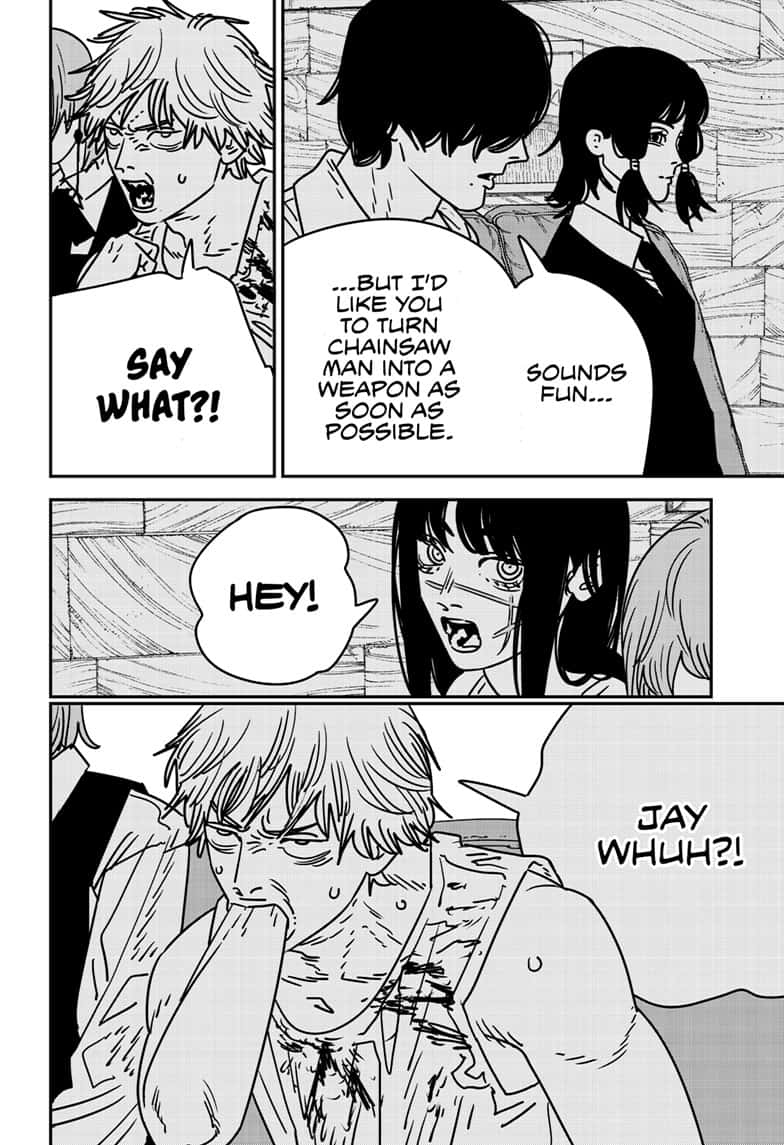 SOUNDS
FUN...
...BUT I'D
LIKE YOU
TO TURN
CHAINSAW
MAN INTO A
WEAPON AS
SOON AS
POSSIBLE.
SAY
WHAT?!
HEY!
JAY
WHUH?!